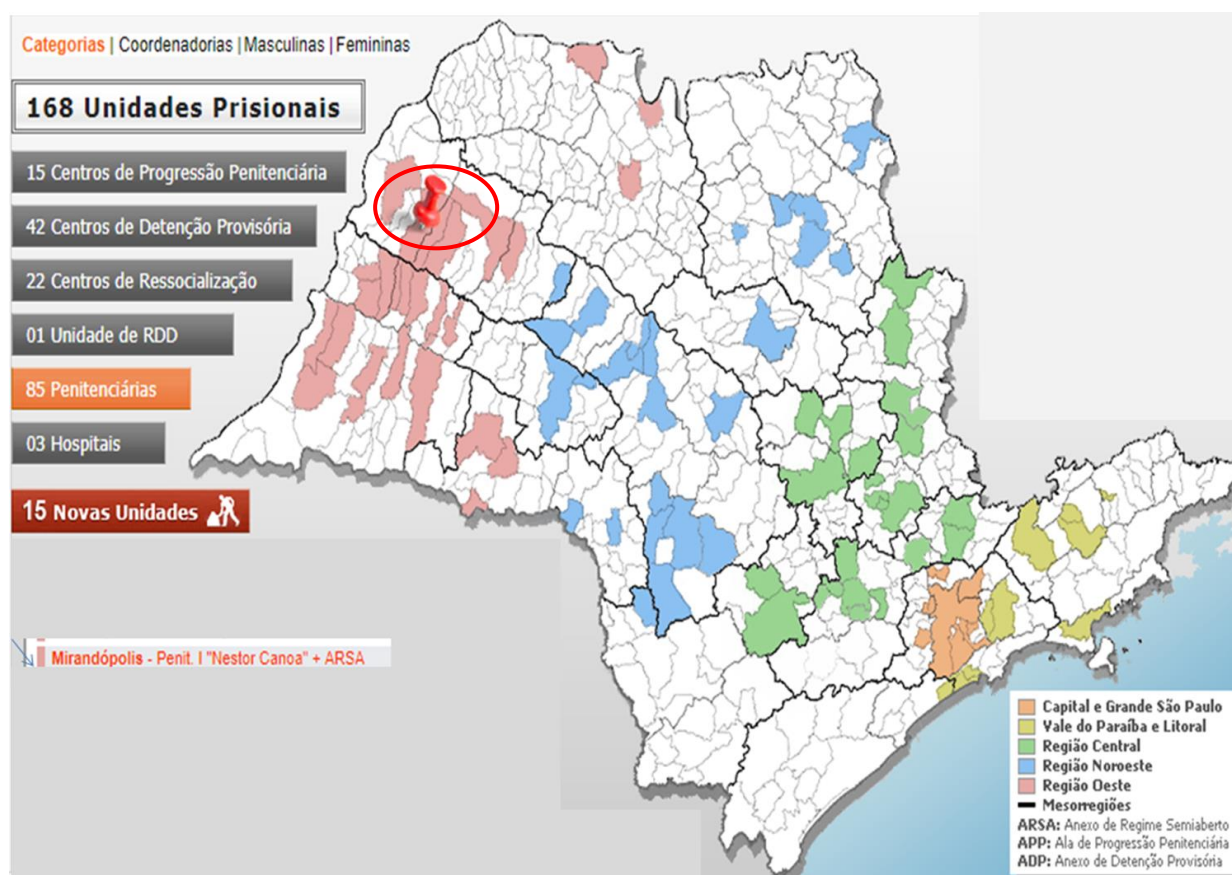 Categorias | Coordenadorias | Masculinas | Femininas
168 Unidades Prisionais
15 Centros de Progressão Penitenciária
42 Centros de Detenção Provisória
22 Centros de Ressocialização
01 Unidade de RDD
85 Penitenciárias
03 Hospitais
15 Novas Unidades
Mirandópolis - Penit. I "Nestor Canoa" + ARSA
Capital e Grande São Paulo
Vale do Paraíba e Litoral
Região Central
Região Noroeste
Região Oeste
Mesorregiões
ARSA: Anexo de Regime Semiaberto
APP: Ala de Progressão Penitenciária
ADP: Anexo de Detenção Provisória